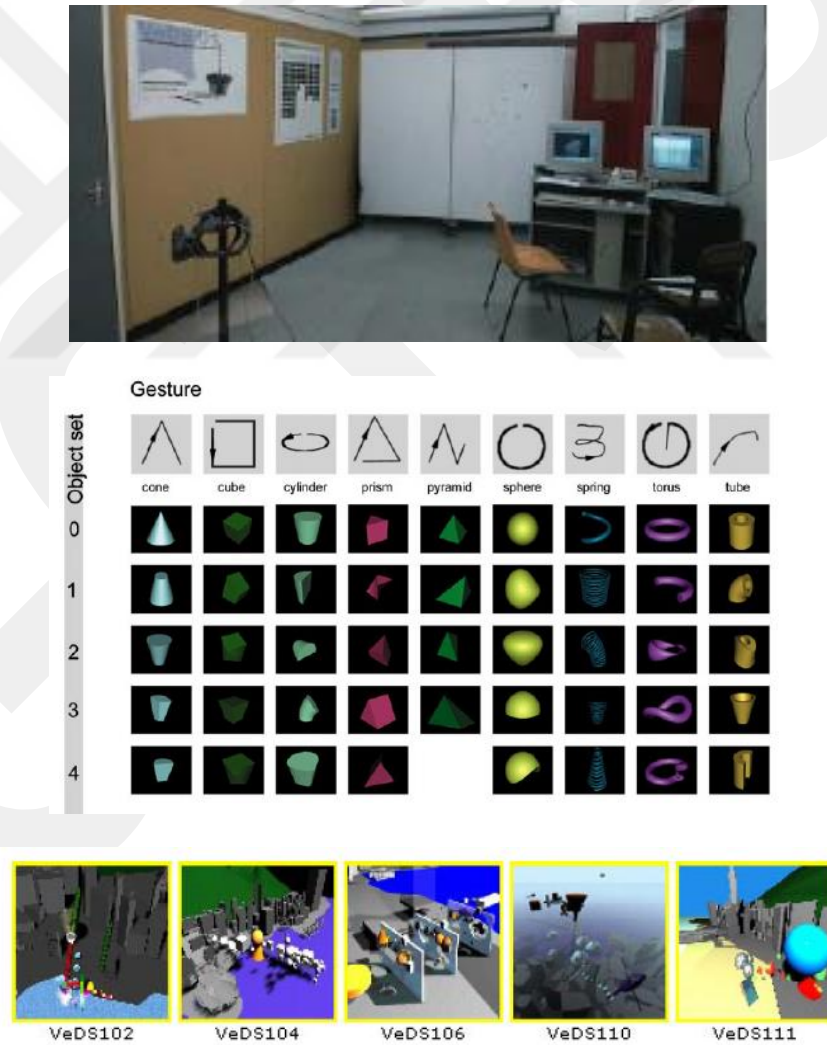 Gesture
Object set
cone cube cylinder prism pyramid sphere spring torus tube
0
1
2
3
4
VeDS102 VeDS104 VeDS106 VeDS110 VeDS111